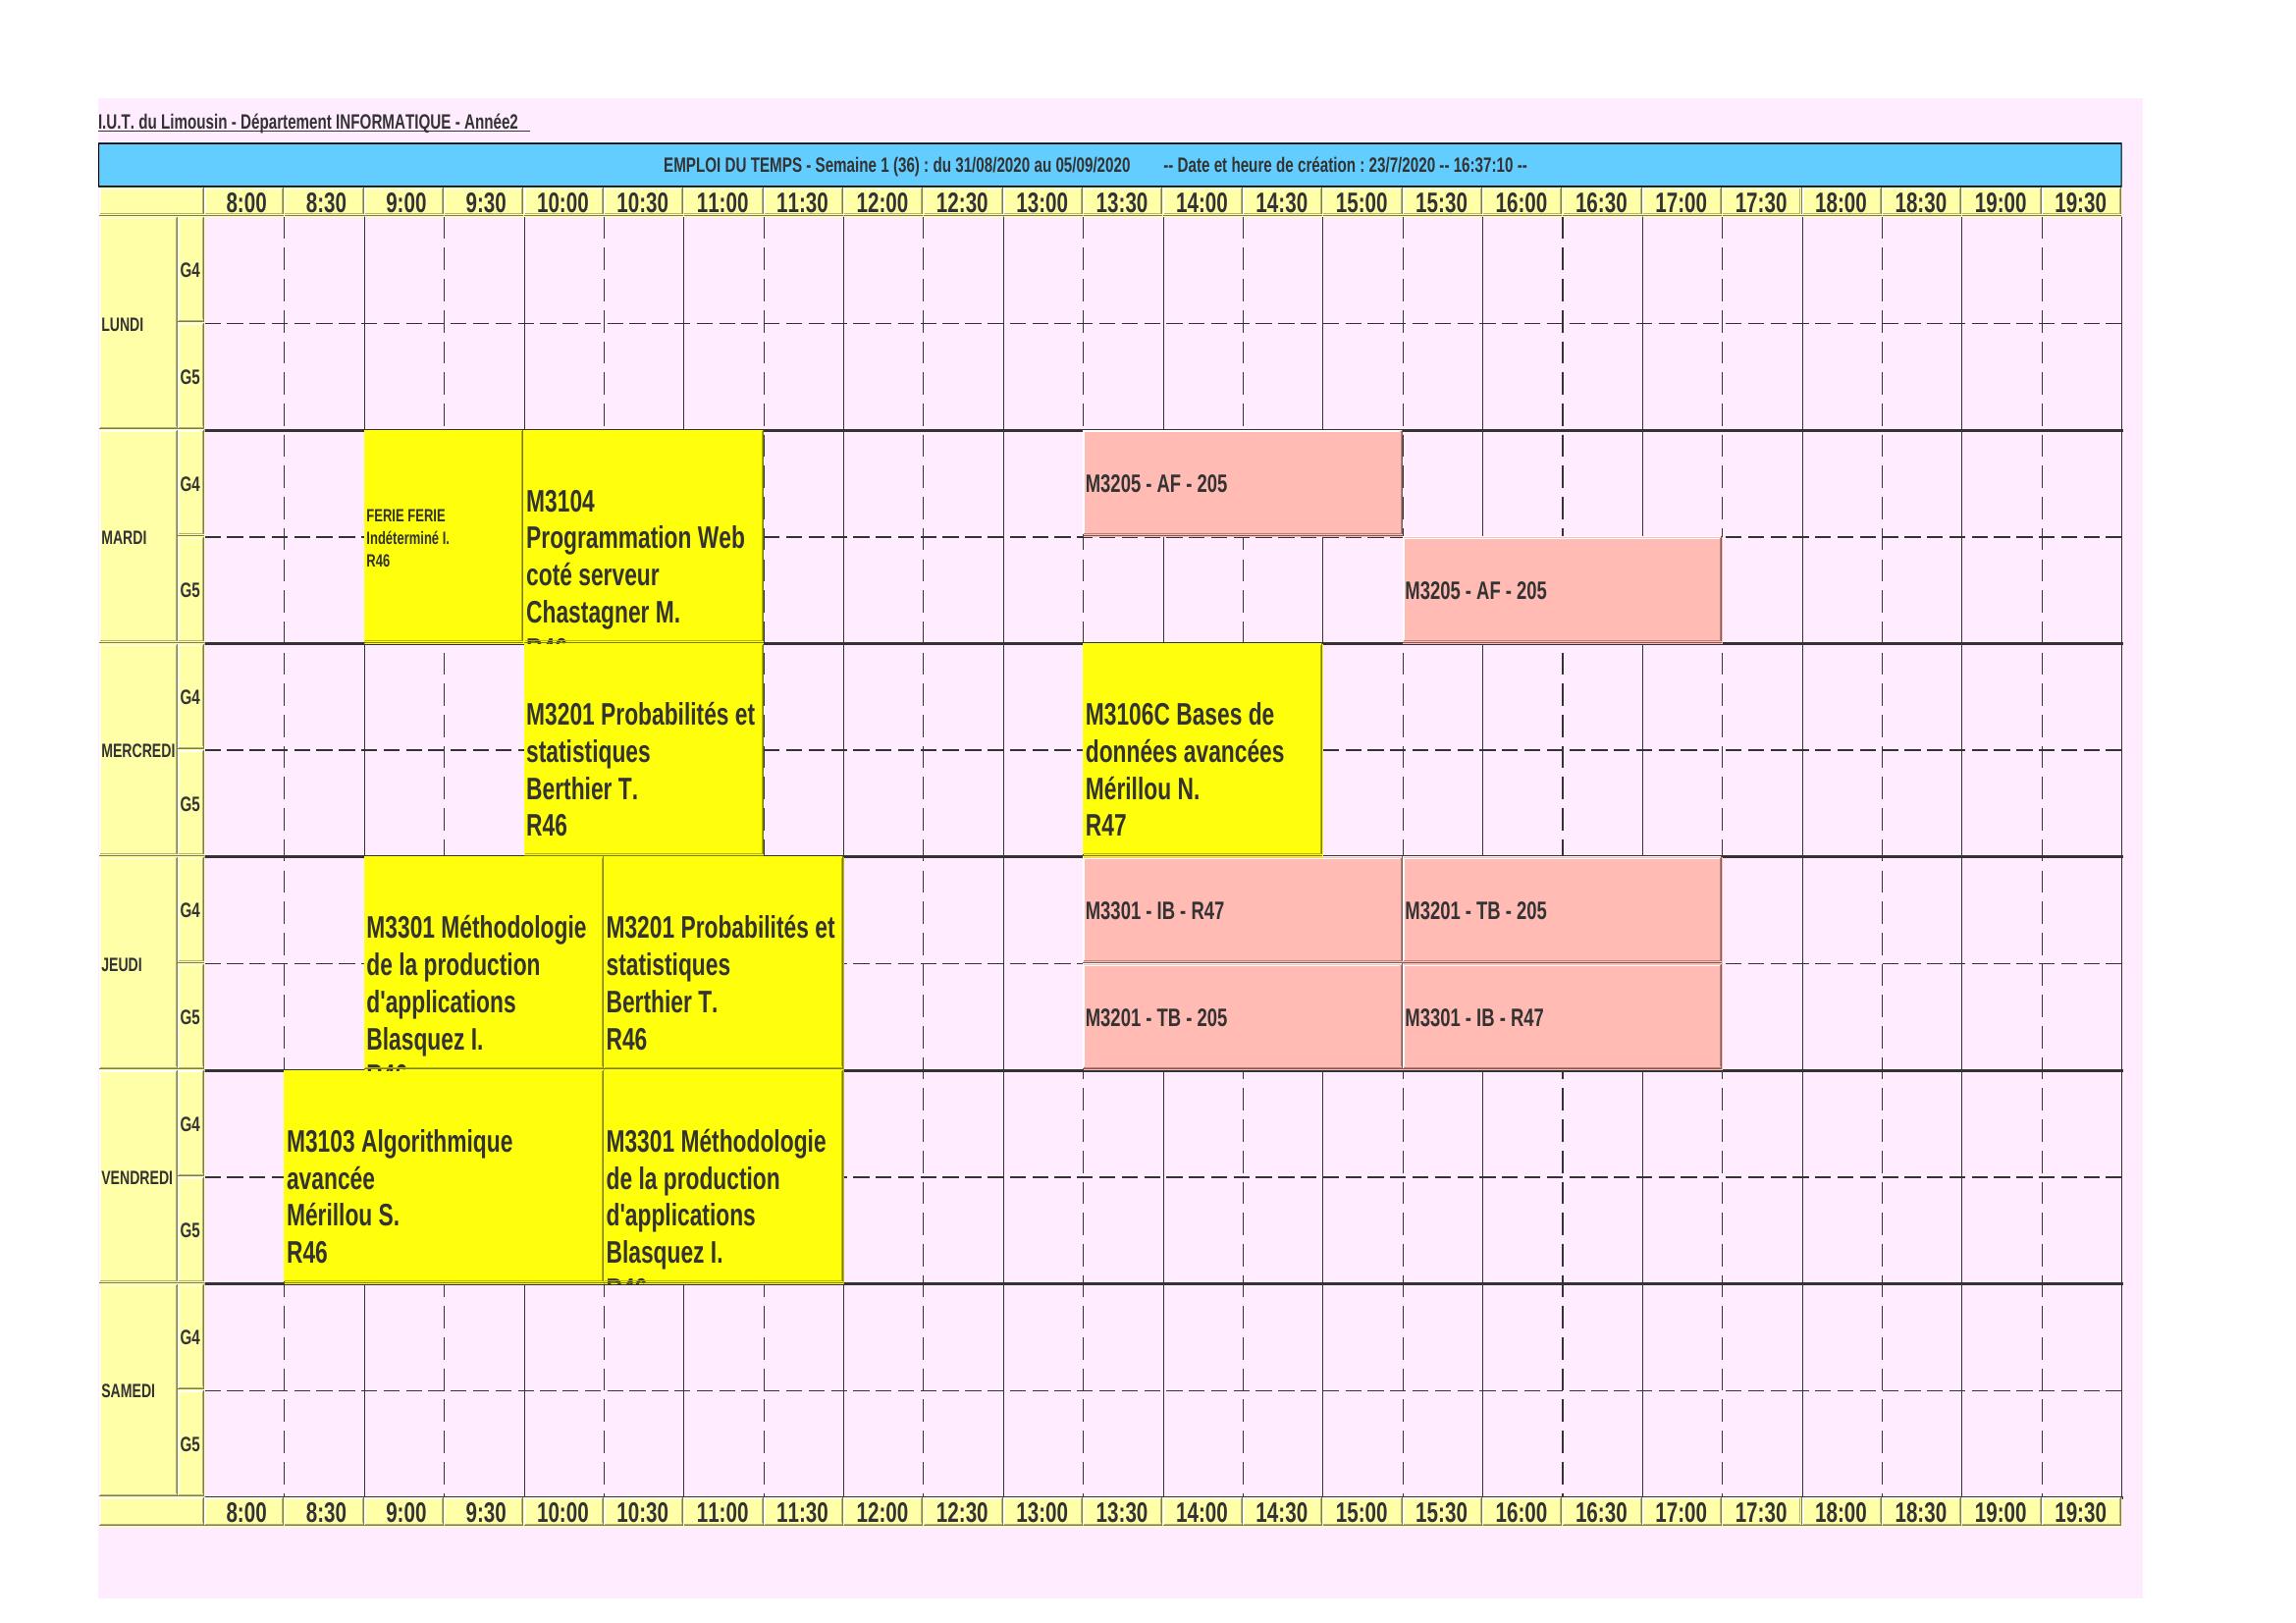 I.U.T. du Limousin - Département INFORMATIQUE - Année2
EMPLOI DU TEMPS - Semaine 1 (36) : du 31/08/2020 au 05/09/2020 -- Date et heure de création : 23/7/2020 -- 16:37:10 --
8:00 8:30 9:00 9:30 10:00 10:30 11:00 11:30 12:00 12:30 13:00 13:30 14:00 14:30 15:00 15:30 16:00 16:30 17:00 17:30 18:00 18:30 19:00 19:30
LUNDI
G4
G5
MARDI
G4
G5
FERIE FERIE
Indéterminé I.
R46
M3104
Programmation Web
coté serveur
Chastagner M.
M3205 - AF - 205
M3205 - AF - 205
MERCREDI
G4
G5
M3201 Probabilités et
statistiques
Berthier T.
R46
M3106C Bases de
données avancées
Mérillou N.
R47
JEUDI
G4
G5
M3301 Méthodologie
de la production
d'applications
Blasquez I.
M3201 Probabilités et
statistiques
Berthier T.
R46
M3301 - IB - R47
M3201 - TB - 205
M3201 - TB - 205
M3301 - IB - R47
VENDREDI
G4
G5
M3103 Algorithmique
avancée
Mérillou S.
R46
M3301 Méthodologie
de la production
d'applications
Blasquez I.
SAMEDI
G4
G5
8:00 8:30 9:00 9:30 10:00 10:30 11:00 11:30 12:00 12:30 13:00 13:30 14:00 14:30 15:00 15:30 16:00 16:30 17:00 17:30 18:00 18:30 19:00 19:30